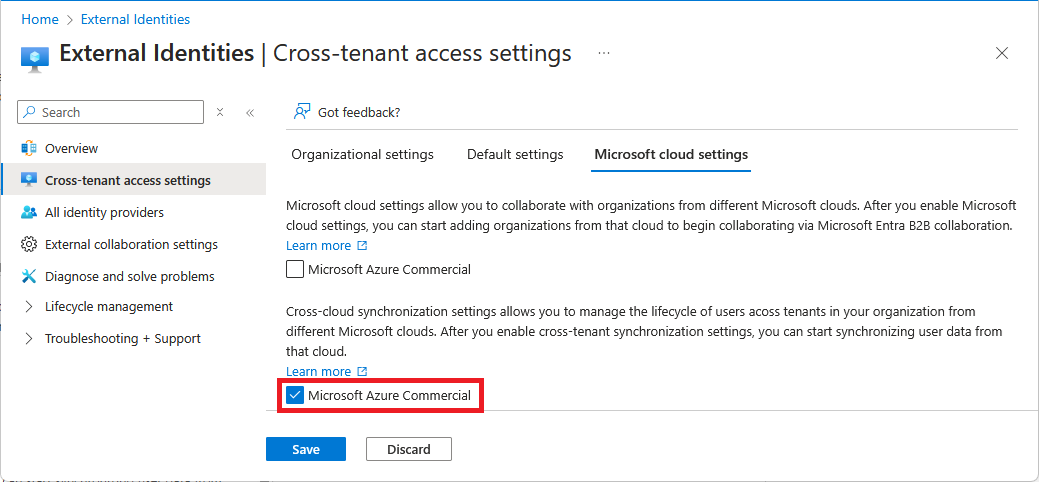 Home > External Identities
External Identities | Cross-tenant access settings ...
Search
Overview
Cross-tenant access settings
All identity providers
External collaboration settings
Diagnose and solve problems
Lifecycle management
Troubleshooting + Support
Got feedback?
Organizational settings Default settings Microsoft cloud settings
Microsoft cloud settings allow you to collaborate with organizations from different Microsoft clouds. After you enable Microsoft
cloud settings, you can start adding organizations from that cloud to begin collaborating via Microsoft Entra B2B collaboration.
Learn more
Microsoft Azure Commercial
Cross-cloud synchronization settings allows you to manage the lifecycle of users acoss tenants in your organization from
different Microsoft clouds. After you enable cross-tenant synchronization settings, you can start synchronizing user data from
that cloud.
Learn more
Microsoft Azure Commercial
Save Discard